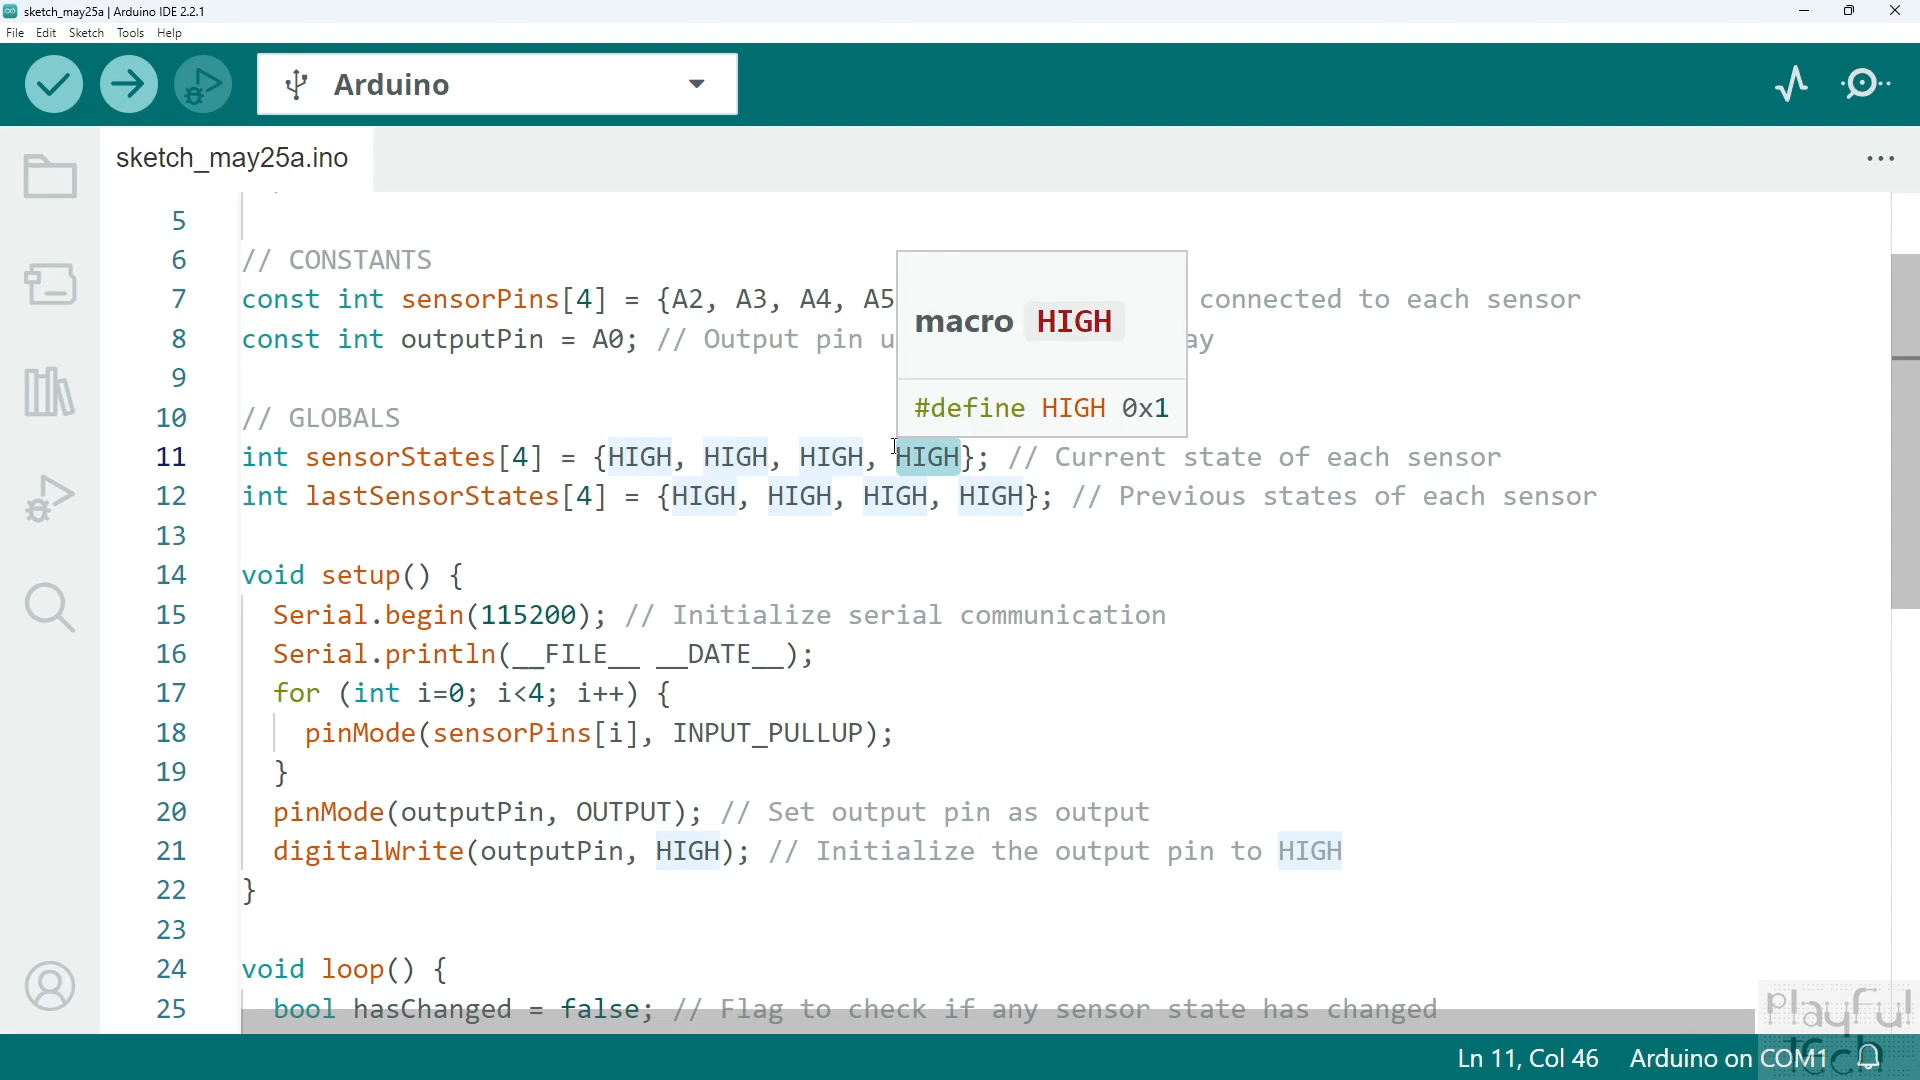 sketch_may25a | Arduino IDE 2.2.1
File Edit Sketch Tools Help
Arduino
sketch_may25a.ino
5
6 // CONSTANTS
7 const int sensorPins[4] = {A2, A3, A4, A5 connected to each sensor
8 const int outputPin = A0; // Output pin u ay
9
10 // GLOBALS
macro HIGH
#define HIGH 0x1
11 int sensorStates[4] = {HIGH, HIGH, HIGH, HIGH}; // Current state of each sensor
12 int lastSensorStates[4] = {HIGH, HIGH, HIGH, HIGH}; // Previous states of each sensor
13
14 void setup() {
15 Serial.begin(115200); // Initialize serial communication
16 Serial.println(__FILE__ __DATE__);
17 for (int i=0; i<4; i++) {
18 pinMode(sensorPins[i], INPUT_PULLUP);
19 }
20 pinMode(outputPin, OUTPUT); // Set output pin as output
21 digitalWrite(outputPin, HIGH); // Initialize the output pin to HIGH
22 }
23
24 void loop() {
25 bool hasChanged = false; // Flag to check if any sensor state has changed
playful
tech
Ln 11, Col 46 Arduino on COM1